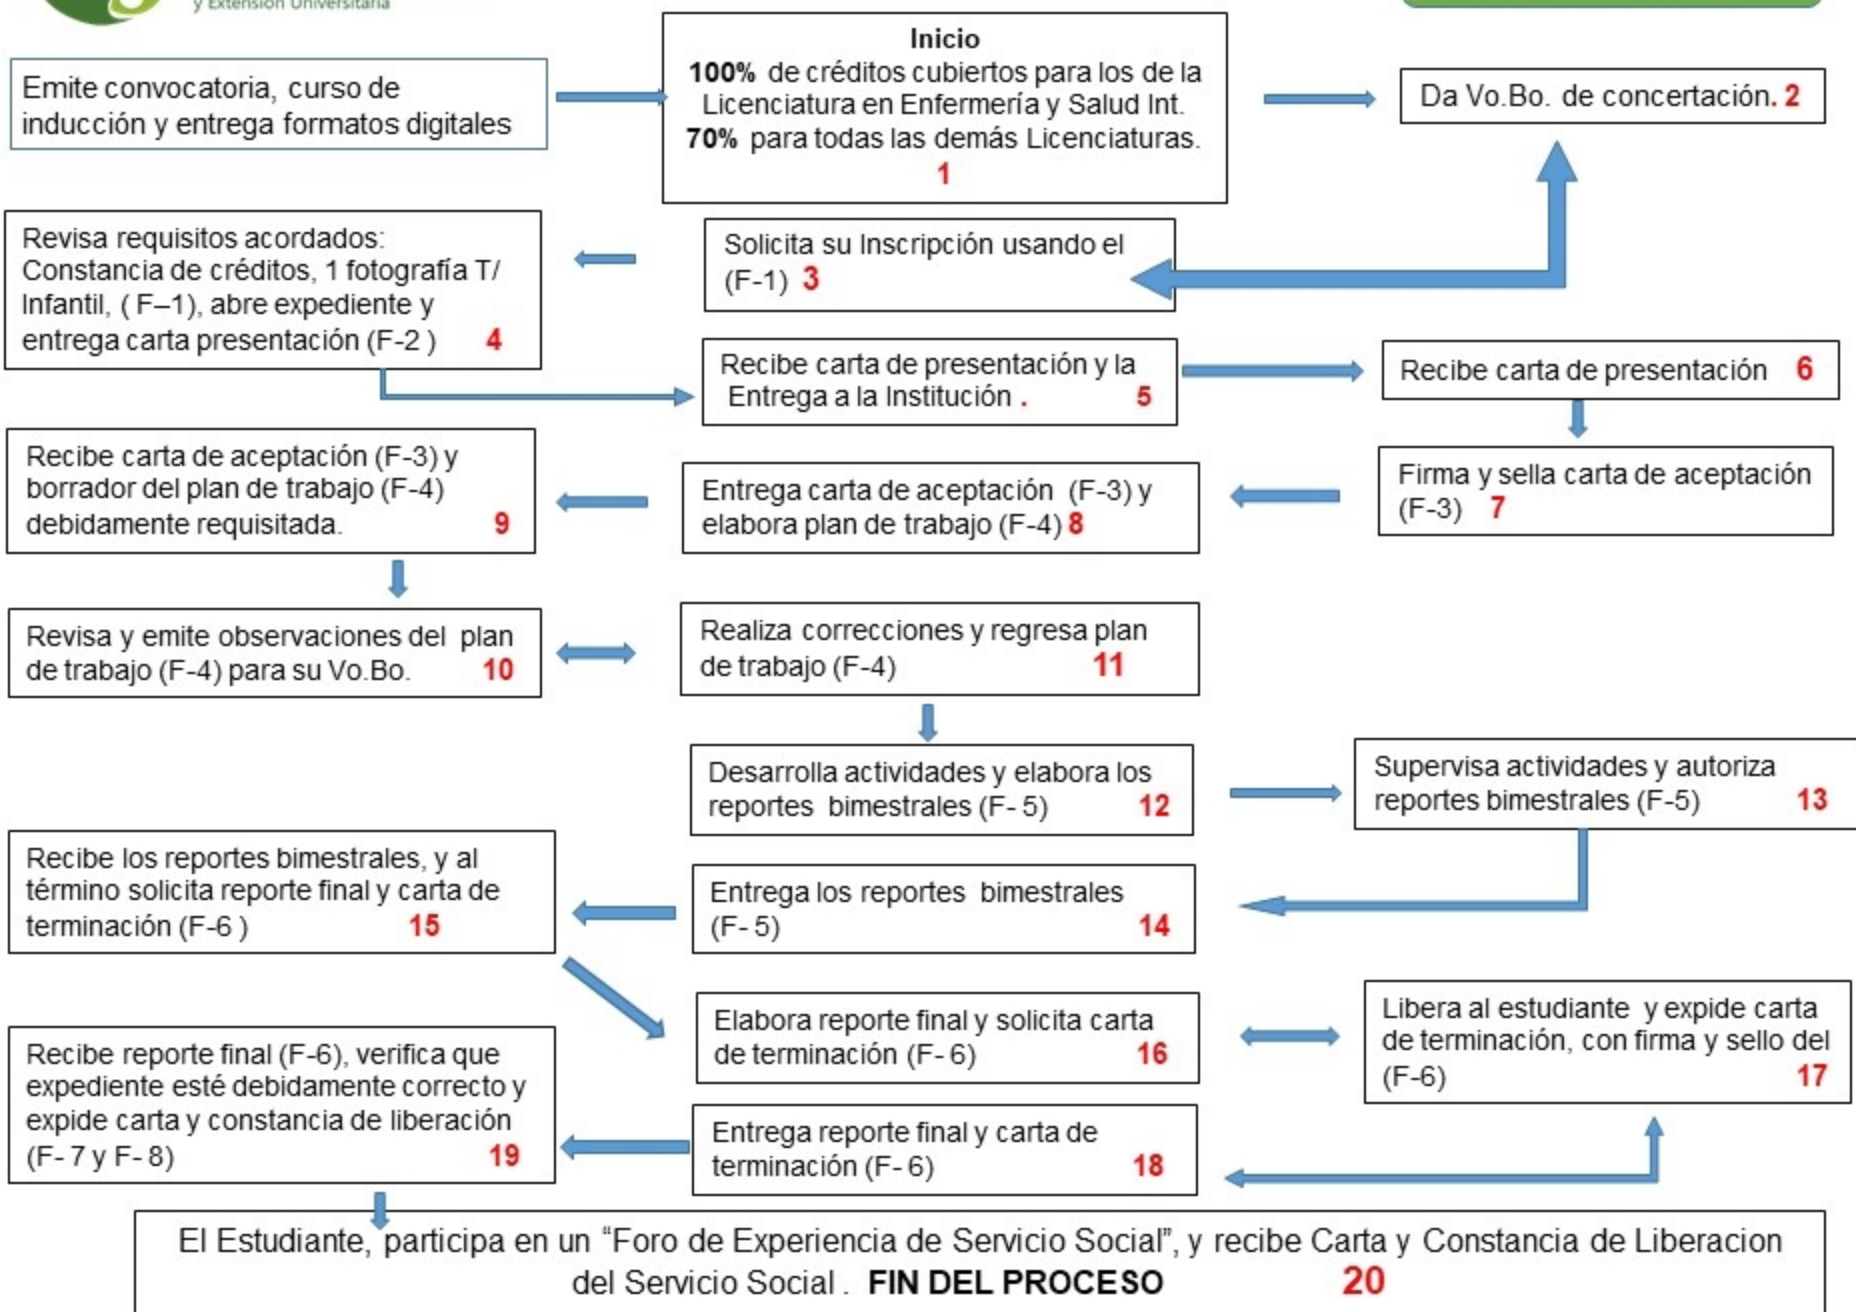 y Extensión Universitaria
Emite convocatoria, curso de
inducción y entrega formatos digitales
Inicio
100% de créditos cubiertos para los de la
Licenciatura en Enfermería y Salud Int.
70% para todas las demás Licenciaturas.
1
Da Vo.Bo. de concertación. 2
Revisa requisitos acordados:
Constancia de créditos, 1 fotografía T/
Infantil, ( F–1), abre expediente y
entrega carta presentación (F-2 ) 4
Solicita su Inscripción usando el
(F-1) 3
Recibe carta de presentación y la
Entrega a la Institución . 5
Recibe carta de presentación 6
Recibe carta de aceptación (F-3) y
borrador del plan de trabajo (F-4)
debidamente requisitada. 9
Entrega carta de aceptación (F-3) y
elabora plan de trabajo (F-4) 8
Firma y sella carta de aceptación
(F-3) 7
Revisa y emite observaciones del plan
de trabajo (F-4) para su Vo.Bo. 10
Realiza correcciones y regresa plan
de trabajo (F-4) 11
Desarrolla actividades y elabora los
reportes bimestrales (F- 5) 12
Supervisa actividades y autoriza
reportes bimestrales (F-5) 13
Recibe los reportes bimestrales, y al
término solicita reporte final y carta de
terminación (F-6 ) 15
Entrega los reportes bimestrales
(F- 5) 14
Elabora reporte final y solicita carta
de terminación (F- 6) 16
Libera al estudiante y expide carta
de terminación, con firma y sello del
(F-6) 17
Recibe reporte final (F-6), verifica que
expediente esté debidamente correcto y
expide carta y constancia de liberación
(F- 7 y F- 8) 19
Entrega reporte final y carta de
terminación (F- 6) 18
El Estudiante, participa en un “Foro de Experiencia de Servicio Social”, y recibe Carta y Constancia de Liberacion
del Servicio Social . FIN DEL PROCESO 20